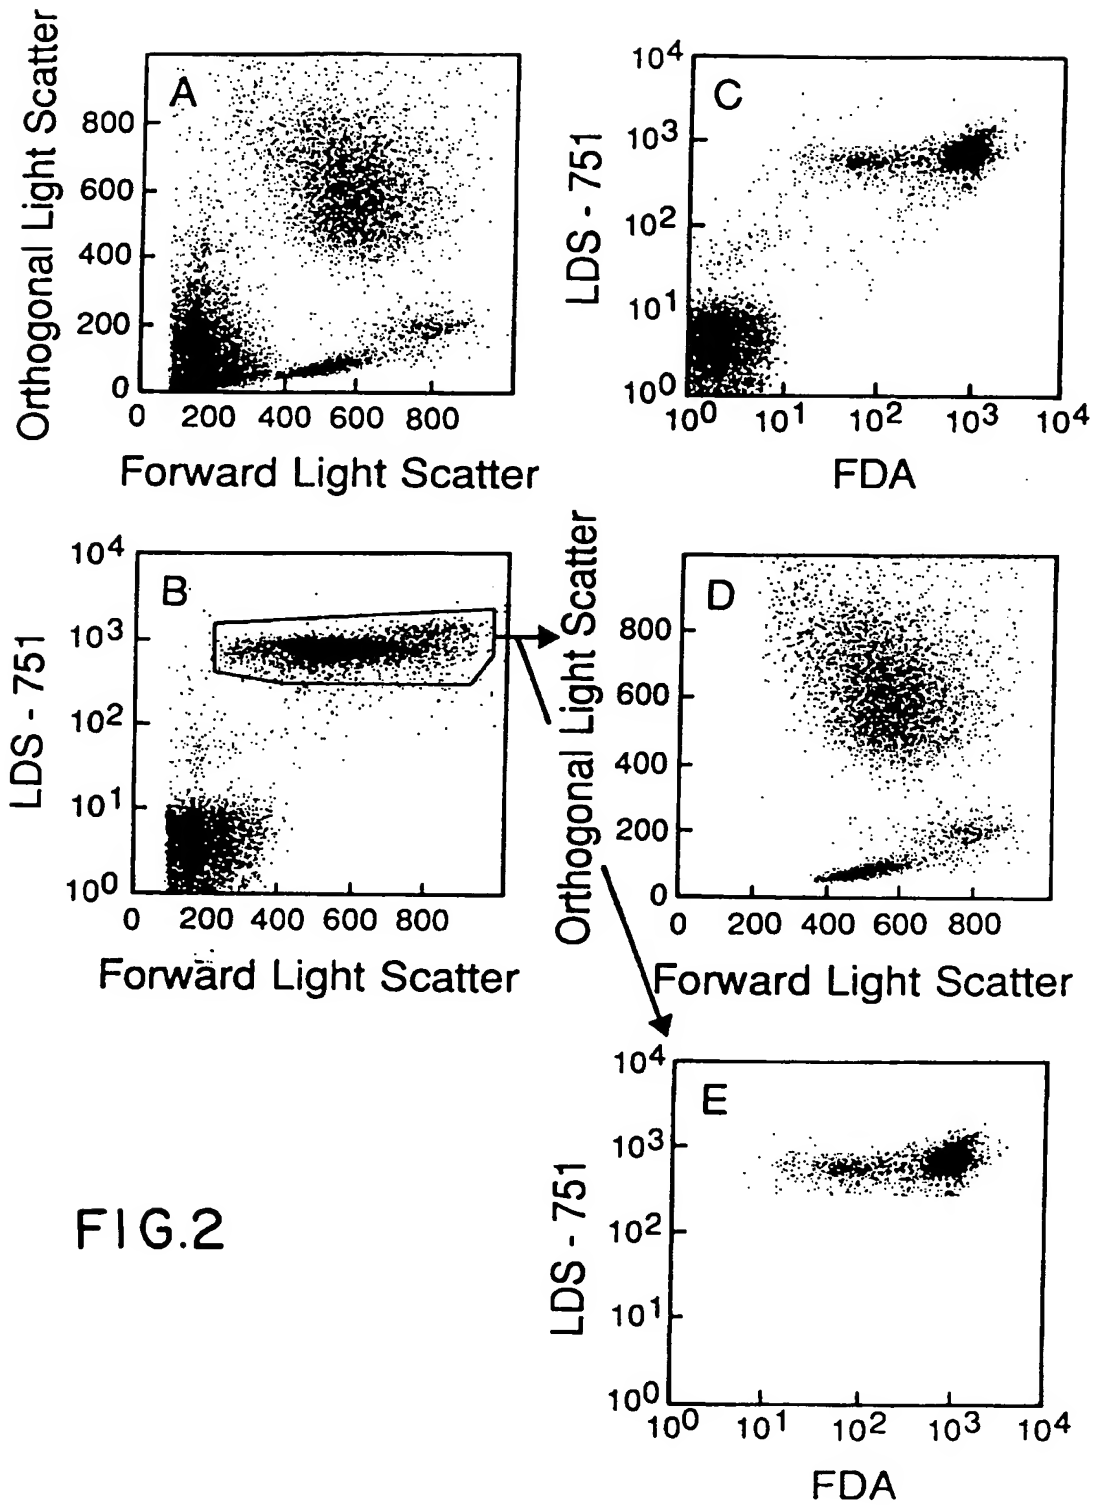 A
Orthogonal Light Scatter
800
600
400
200
0
0 200 400 600 800
Forward Light Scatter
C
LDS - 751
10⁴
10³
10²
10¹
10⁰
10⁰ 10¹ 10² 10³ 10⁴
FDA
B
LDS - 751
10⁴
10³
10²
10¹
10⁰
0 200 400 600 800
Forward Light Scatter
D
Orthogonal Light Scatter
800
600
400
200
0
0 200 400 600 800
Forward Light Scatter
E
LDS - 751
10⁴
10³
10²
10¹
10⁰
10⁰ 10¹ 10² 10³ 10⁴
FDA
FIG.2